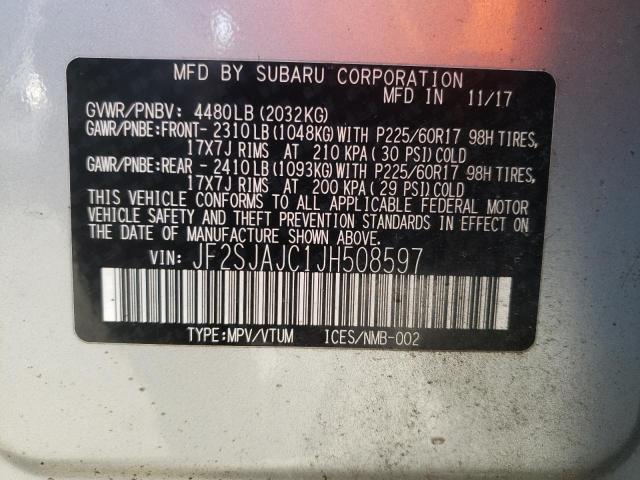 MFD BY SUBARU CORPORATION
MFD IN 11/17
GVWR/PNBV: 4480LB (2032KG)
GAWR/PNBE:FRONT- 2310LB (1048KG) WITH P225/60R17 98H TIRES,
17X7J RIMS AT 210 KPA( 30 PSI) COLD
GAWR/PNBE:REAR - 2410LB (1093KG) WITH P225/60R17 98H TIRES,
17X7J RIMS AT 200 KPA( 29 PSI) COLD
THIS VEHICLE CONFORMS TO ALL APPLICABLE FEDERAL MOTOR
VEHICLE SAFETY AND THEFT PREVENTION STANDARDS IN EFFECT ON
THE DATE OF MANUFACTURE SHOWN ABOVE.
VIN: JF2SJAJC1JH508597
TYPE:MPV/VTUM ICES/NMB-002